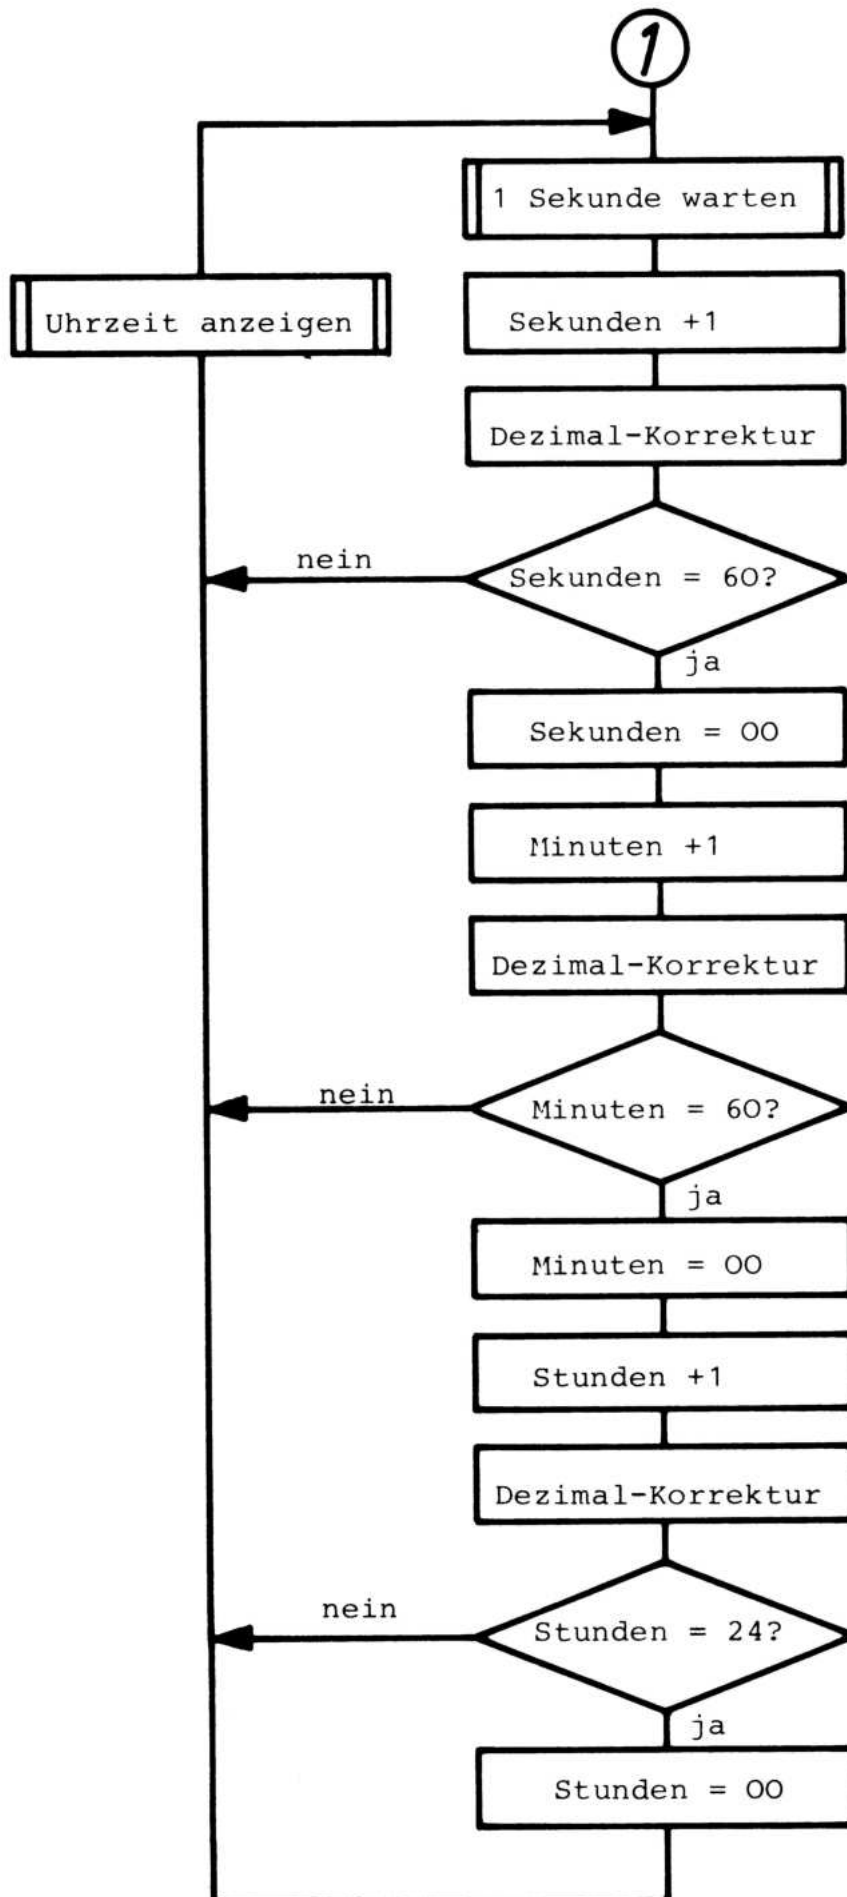 1
1 Sekunde warten
Uhrzeit anzeigen
Sekunden +1
Dezimal-Korrektur
nein
Sekunden = 60?
ja
Sekunden = 00
Minuten +1
Dezimal-Korrektur
nein
Minuten = 60?
ja
Minuten = 00
Stunden +1
Dezimal-Korrektur
nein
Stunden = 24?
ja
Stunden = 00